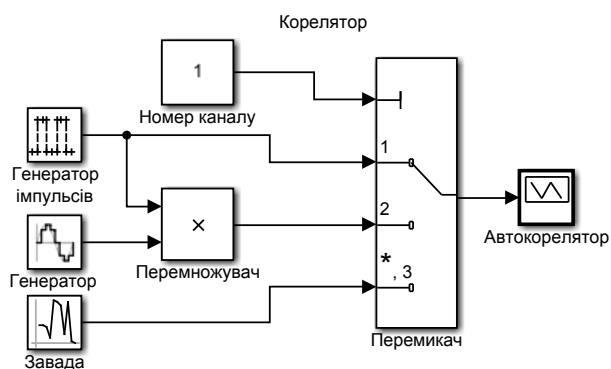 Корелятор
1
Номер каналу
Генератор
імпульсів
1
2
*, 3
×
Перемножувач
Генератор
Автокорелятор
Перемикач
Завада